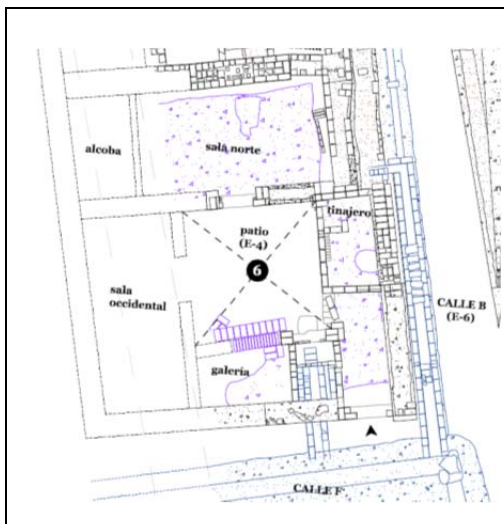 alcoba
sala norte
tinajero
patio
(E-4)
6
sala
occidental
CALLE B
(E-6)
galería
CALLE F